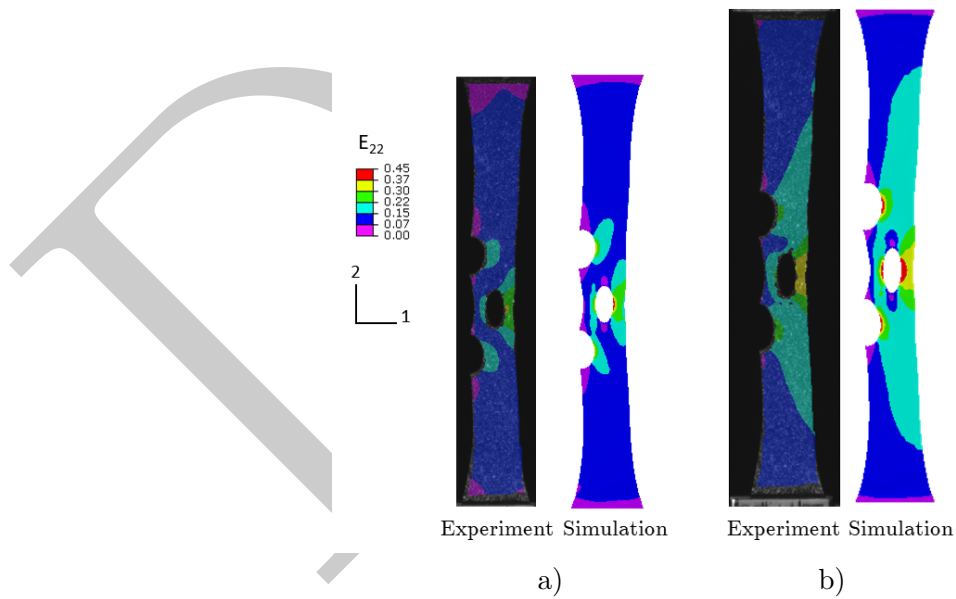 E22
0.45
0.37
0.30
0.22
0.15
0.07
0.00
2
1
Experiment Simulation
Experiment Simulation
a)
b)